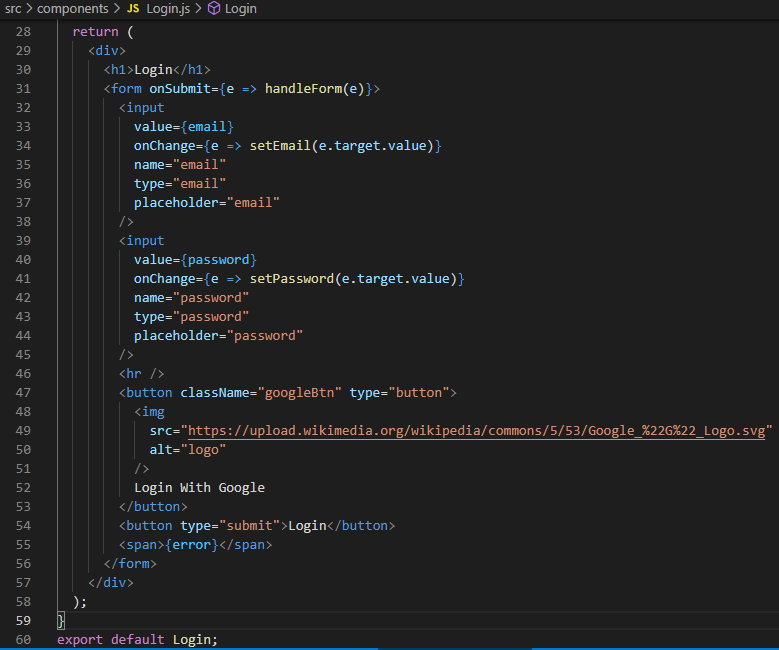 src > components > JS Login.js > Login
28 return (
29 <div>
30 <h1>Login</h1>
31 <form onSubmit={e => handleForm(e)}>
32 <input
33 value={email}
34 onChange={e => setEmail(e.target.value)}
35 name="email"
36 type="email"
37 placeholder="email"
38 />
39 <input
40 value={password}
41 onChange={e => setPassword(e.target.value)}
42 name="password"
43 type="password"
44 placeholder="password"
45 />
46 <hr />
47 <button className="googleBtn" type="button">
48 <img
49 src="https://upload.wikimedia.org/wikipedia/commons/5/53/Google_%22G%22_Logo.svg"
50 alt="logo"
51 />
52 Login With Google
53 </button>
54 <button type="submit">Login</button>
55 <span>{error}</span>
56 </form>
57 </div>
58 );
59 }
60 export default Login;